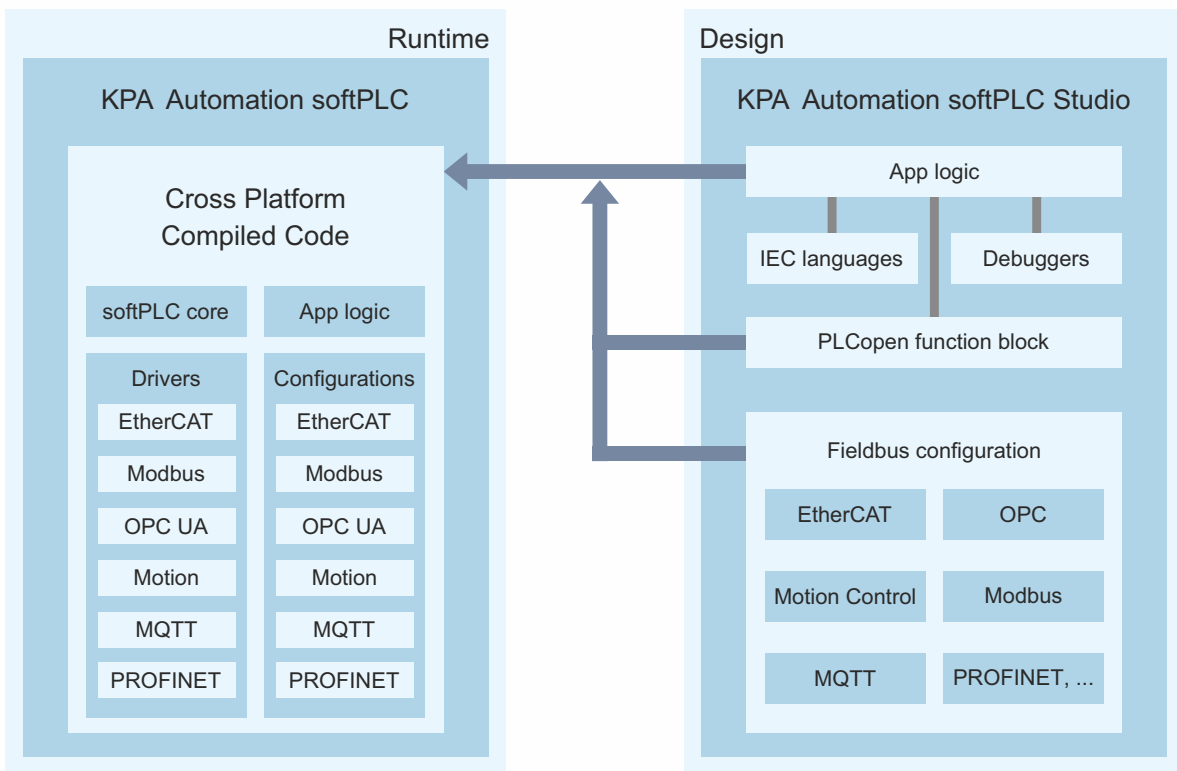 Runtime
KPA Automation softPLC
Cross Platform
Compiled Code
softPLC core
App logic
Drivers
EtherCAT
Modbus
OPC UA
Motion
MQTT
PROFINET
Configurations
EtherCAT
Modbus
OPC UA
Motion
MQTT
PROFINET
Design
KPA Automation softPLC Studio
App logic
IEC languages
Debuggers
PLCopen function block
Fieldbus configuration
EtherCAT
OPC
Motion Control
Modbus
MQTT
PROFINET, ...